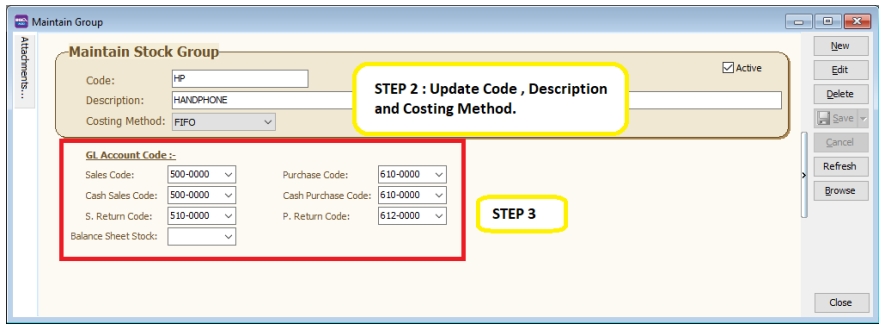 Maintain Group
Attachments...
Maintain Stock Group
Code: HP
Active
Description: HANDPHONE
Costing Method: FIFO
STEP 2 : Update Code , Description
and Costing Method.
GL Account Code :-
Sales Code: 500-0000 Purchase Code: 610-0000
Cash Sales Code: 500-0000 Cash Purchase Code: 610-0000
S. Return Code: 510-0000 P. Return Code: 612-0000
Balance Sheet Stock:
STEP 3
New
Edit
Delete
Save
Cancel
Refresh
Browse
Close